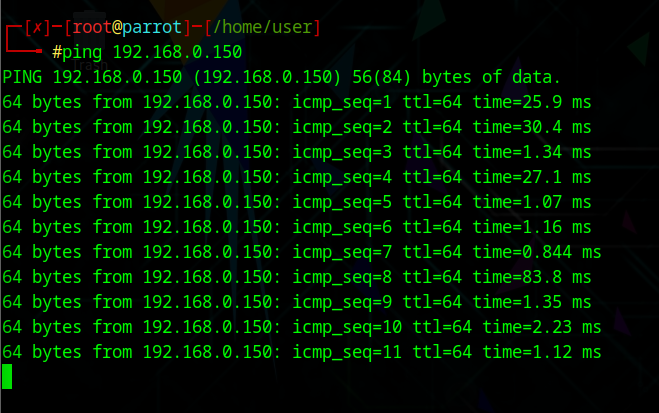 ┌─[✗]─[root@parrot]─[/home/user]
└──╼ #ping 192.168.0.150
PING 192.168.0.150 (192.168.0.150) 56(84) bytes of data.
64 bytes from 192.168.0.150: icmp_seq=1 ttl=64 time=25.9 ms
64 bytes from 192.168.0.150: icmp_seq=2 ttl=64 time=30.4 ms
64 bytes from 192.168.0.150: icmp_seq=3 ttl=64 time=1.34 ms
64 bytes from 192.168.0.150: icmp_seq=4 ttl=64 time=27.1 ms
64 bytes from 192.168.0.150: icmp_seq=5 ttl=64 time=1.07 ms
64 bytes from 192.168.0.150: icmp_seq=6 ttl=64 time=1.16 ms
64 bytes from 192.168.0.150: icmp_seq=7 ttl=64 time=0.844 ms
64 bytes from 192.168.0.150: icmp_seq=8 ttl=64 time=83.8 ms
64 bytes from 192.168.0.150: icmp_seq=9 ttl=64 time=1.35 ms
64 bytes from 192.168.0.150: icmp_seq=10 ttl=64 time=2.23 ms
64 bytes from 192.168.0.150: icmp_seq=11 ttl=64 time=1.12 ms